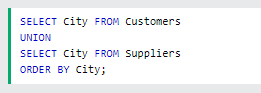 SELECT City FROM Customers
UNION
SELECT City FROM Suppliers
ORDER BY City;